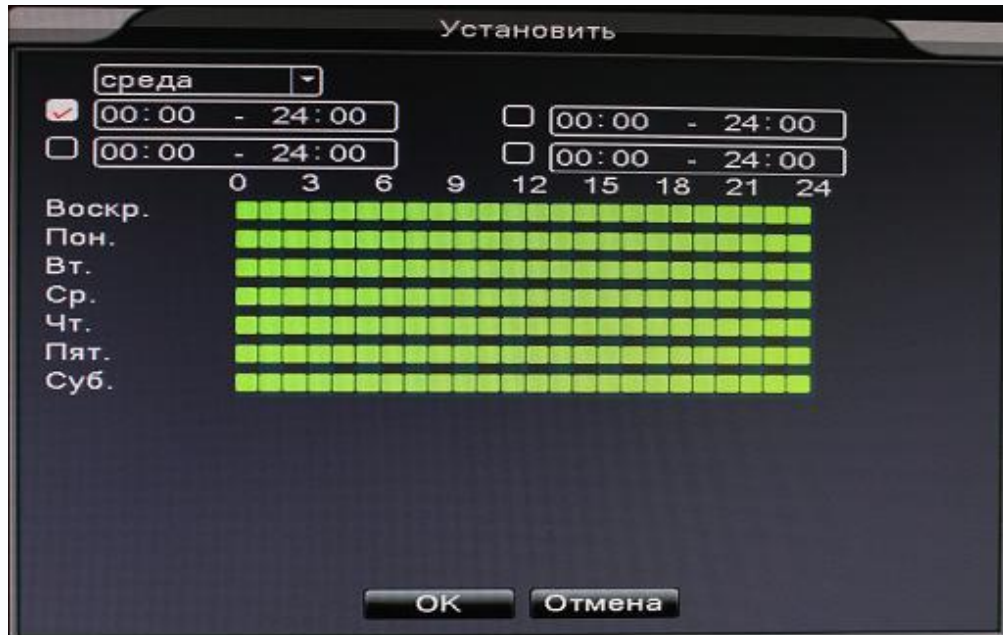 Установить
среда
00:00 - 24:00 00:00 - 24:00
00:00 - 24:00 00:00 - 24:00
0 3 6 9 12 15 18 21 24
Воскр.
Пон.
Вт.
Ср.
Чт.
Пят.
Суб.
OK Отмена